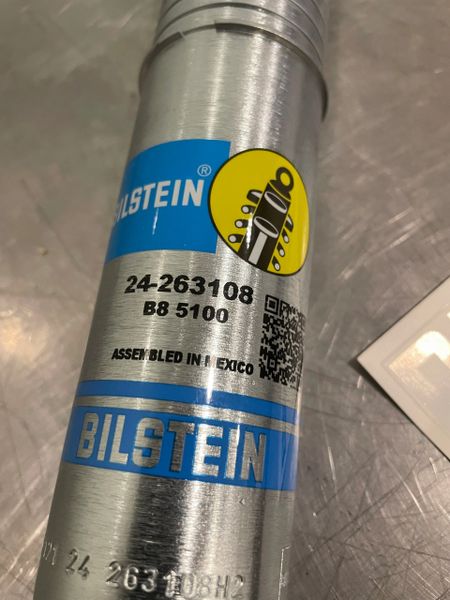 BILSTEIN®
24-263108
B8 5100
ASSEMBLED IN MEXICO
BILSTEIN
24 263108H2